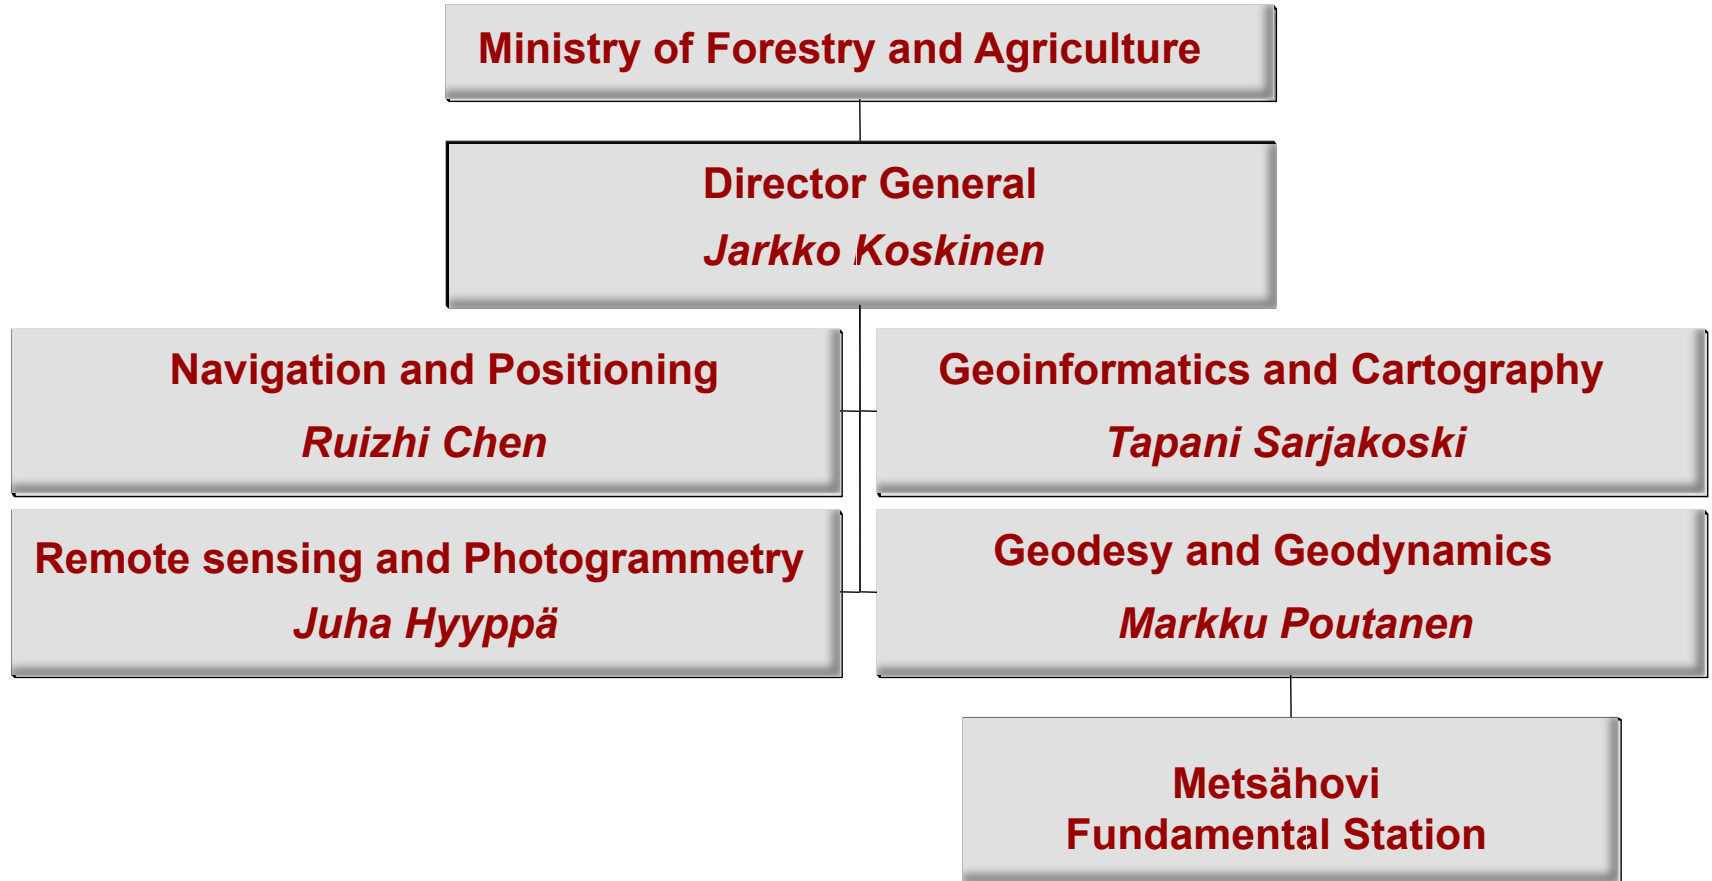 Ministry of Forestry and Agriculture
Director General
Jarkko Koskinen
Navigation and Positioning
Ruizhi Chen
Geoinformatics and Cartography
Tapani Sarjakoski
Remote sensing and Photogrammetry
Juha Hyyppä
Geodesy and Geodynamics
Markku Poutanen
Metsähovi
Fundamental Station